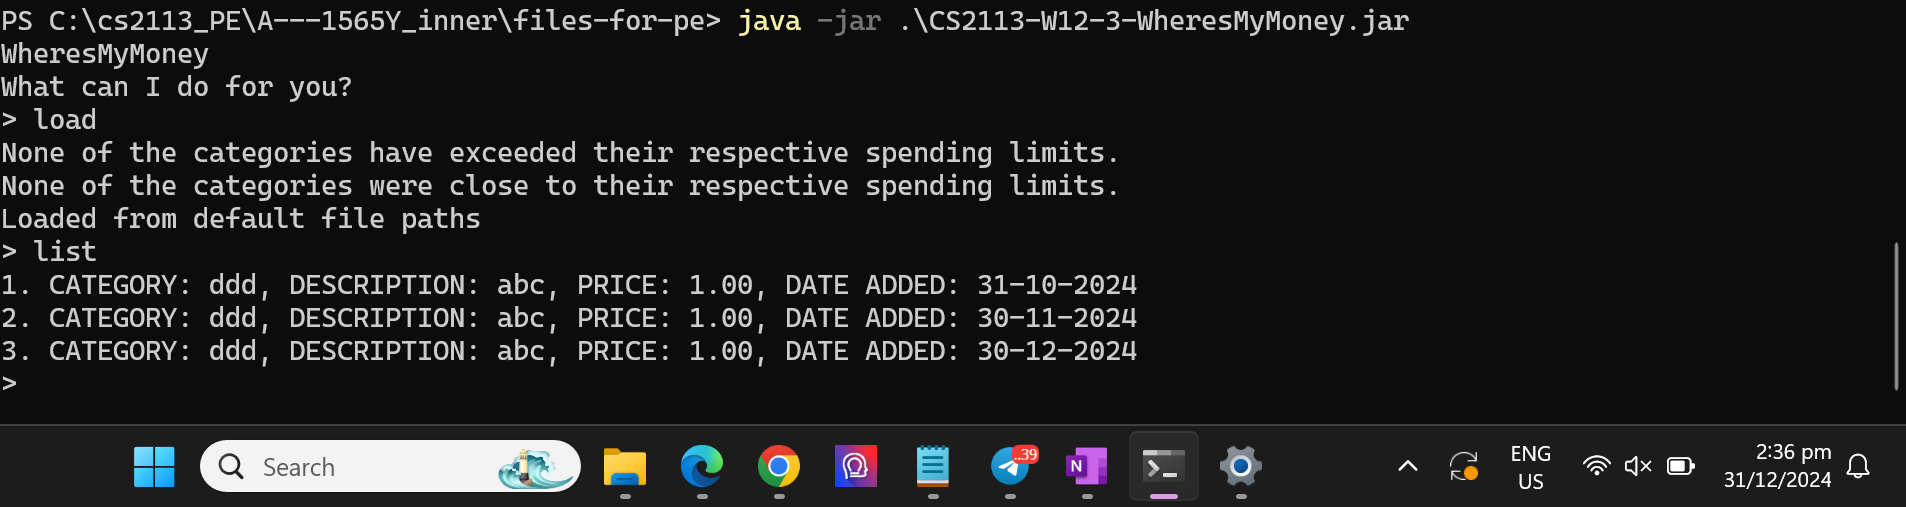 PS C:\cs2113_PE\A---1565Y_inner\files-for-pe> java -jar .\CS2113-W12-3-WheresMyMoney.jar
WheresMyMoney
What can I do for you?
> load
None of the categories have exceeded their respective spending limits.
None of the categories were close to their respective spending limits.
Loaded from default file paths
> list
1. CATEGORY: ddd, DESCRIPTION: abc, PRICE: 1.00, DATE ADDED: 31-10-2024
2. CATEGORY: ddd, DESCRIPTION: abc, PRICE: 1.00, DATE ADDED: 30-11-2024
3. CATEGORY: ddd, DESCRIPTION: abc, PRICE: 1.00, DATE ADDED: 30-12-2024
>
Search
..39
N
ENG
US
2:36 pm
31/12/2024